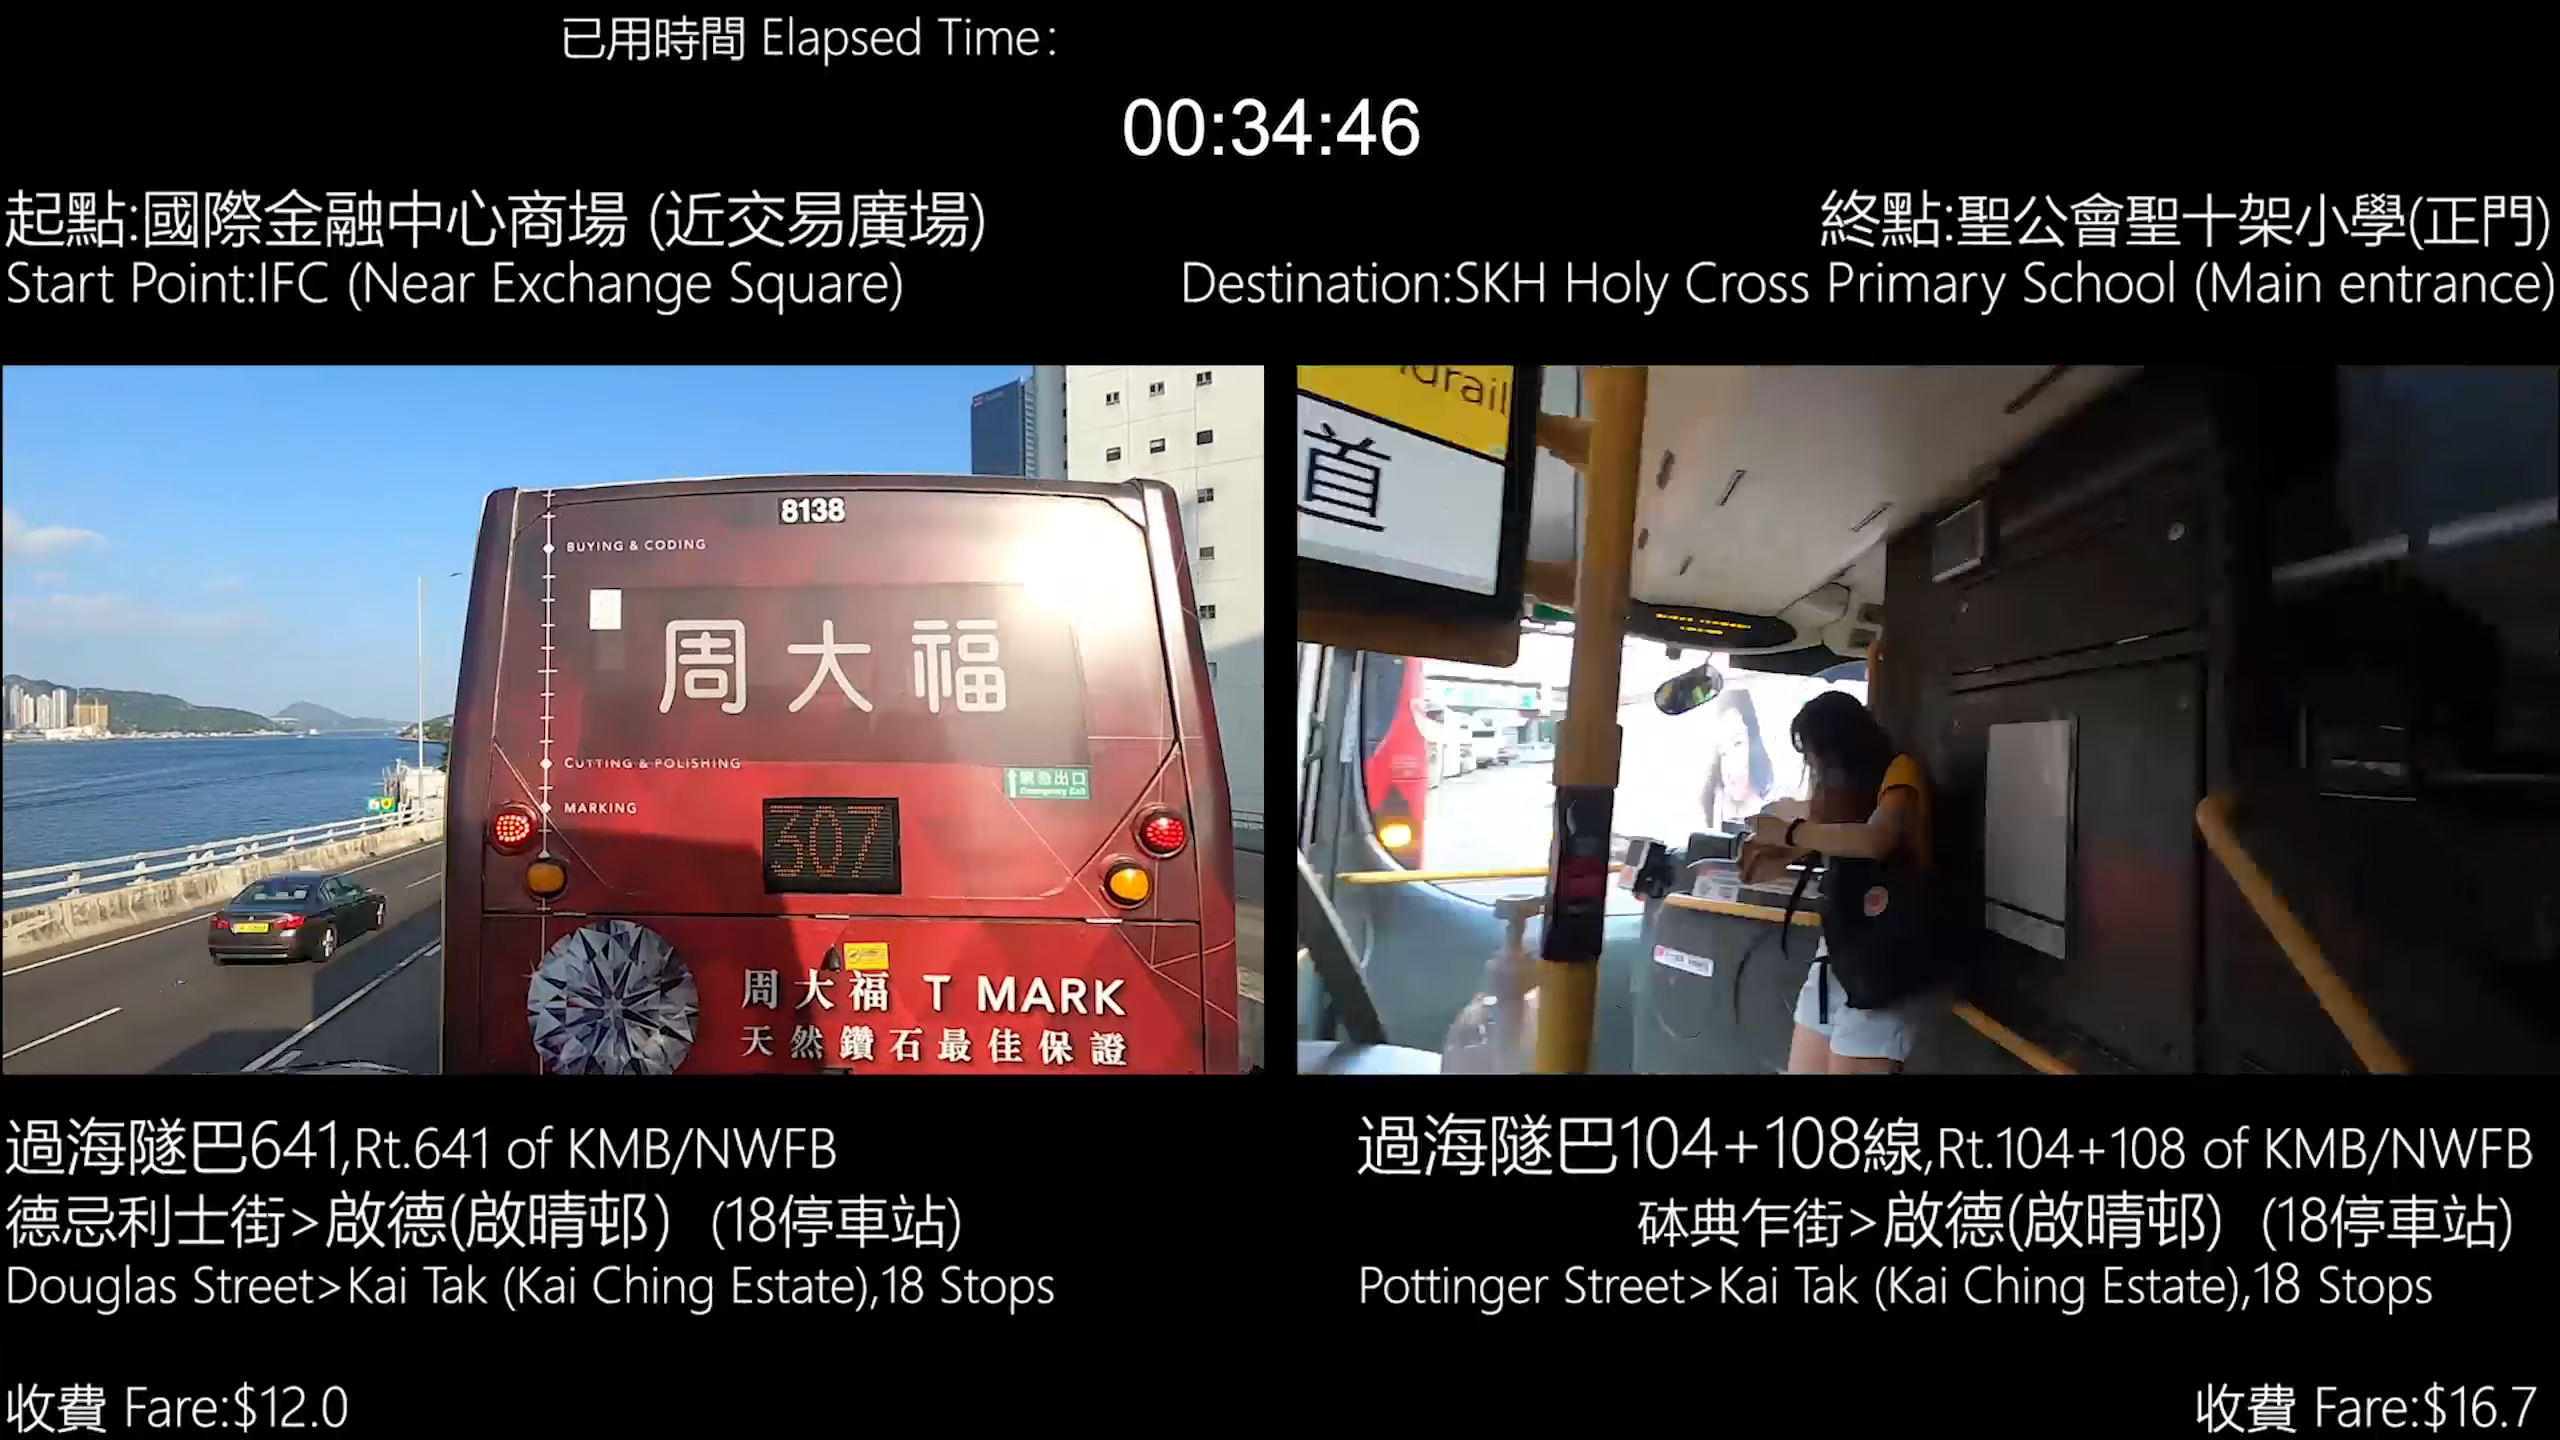 已用時間 Elapsed Time:
00:34:46
起點:國際金融中心商場 (近交易廣場)
Start Point:IFC (Near Exchange Square)
終點:聖公會聖十架小學(正門)
Destination:SKH Holy Cross Primary School (Main entrance)
8138
BUYING & CODING
周大福
CUTTING & POLISHING
緊急出口
Emergency Exit
MARKING
307
周大福 T MARK
天然鑽石最佳保證
drail
道
過海隧巴641,Rt.641 of KMB/NWFB
德忌利士街>啟德(啟晴邨) (18停車站)
Douglas Street>Kai Tak (Kai Ching Estate),18 Stops
收費 Fare:$12.0
過海隧巴104+108線,Rt.104+108 of KMB/NWFB
砵典乍街>啟德(啟晴邨) (18停車站)
Pottinger Street>Kai Tak (Kai Ching Estate),18 Stops
收費 Fare:$16.7